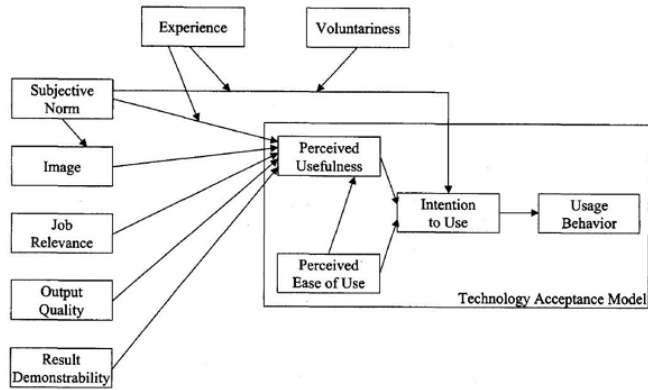 Experience
Voluntariness
Subjective
Norm
Image
Job
Relevance
Output
Quality
Result
Demonstrability
Perceived
Usefulness
Perceived
Ease of Use
Intention
to Use
Usage
Behavior
Technology Acceptance Model